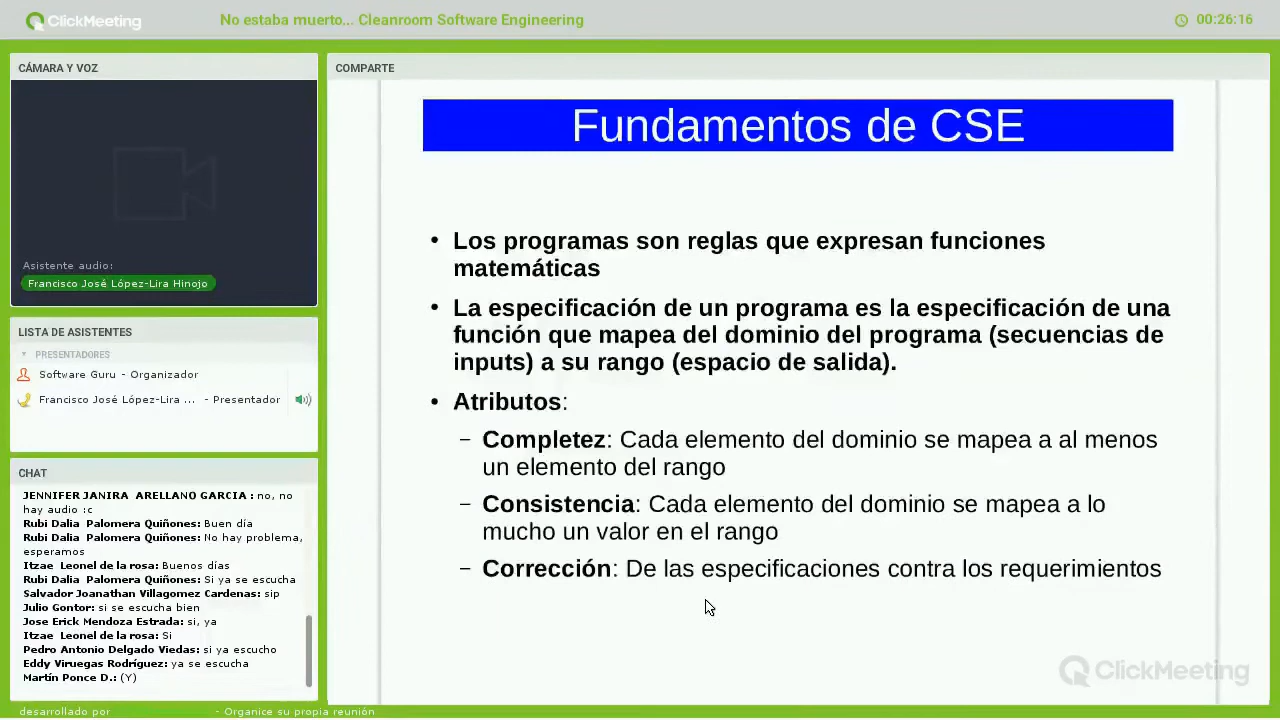 ClickMeeting
No estaba muerto... Cleanroom Software Engineering
00:26:16
CÁMARA Y VOZ
Asistente audio:
Francisco José López-Lira Hinojo
LISTA DE ASISTENTES
PRESENTADORES
Software Guru - Organizador
Francisco José López-Lira ... - Presentador
CHAT
JENNIFER JANIRA ARELLANO GARCIA : no, no
hay audio :c
Rubi Dalia Palomera Quiñones: Buen día
Rubi Dalia Palomera Quiñones: No hay problema,
esperamos
Itzae Leonel de la rosa: Buenos días
Rubi Dalia Palomera Quiñones: Si ya se escucha
Salvador Joanathan Villagomez Cardenas: sip
Julio Gontor: si se escucha bien
Jose Erick Mendoza Estrada: si, ya
Itzae Leonel de la rosa: Si
Pedro Antonio Delgado Viedas: si ya escucho
Eddy Viruegas Rodríguez: ya se escucha
Martín Ponce D.: (Y)
COMPARTE
Fundamentos de CSE
• Los programas son reglas que expresan funciones
matemáticas
• La especificación de un programa es la especificación de una
función que mapea del dominio del programa (secuencias de
inputs) a su rango (espacio de salida).
• Atributos:
– Completez: Cada elemento del dominio se mapea a al menos
un elemento del rango
– Consistencia: Cada elemento del dominio se mapea a lo
mucho un valor en el rango
– Corrección: De las especificaciones contra los requerimientos
ClickMeeting
desarrollado por - Organice su propia reunión